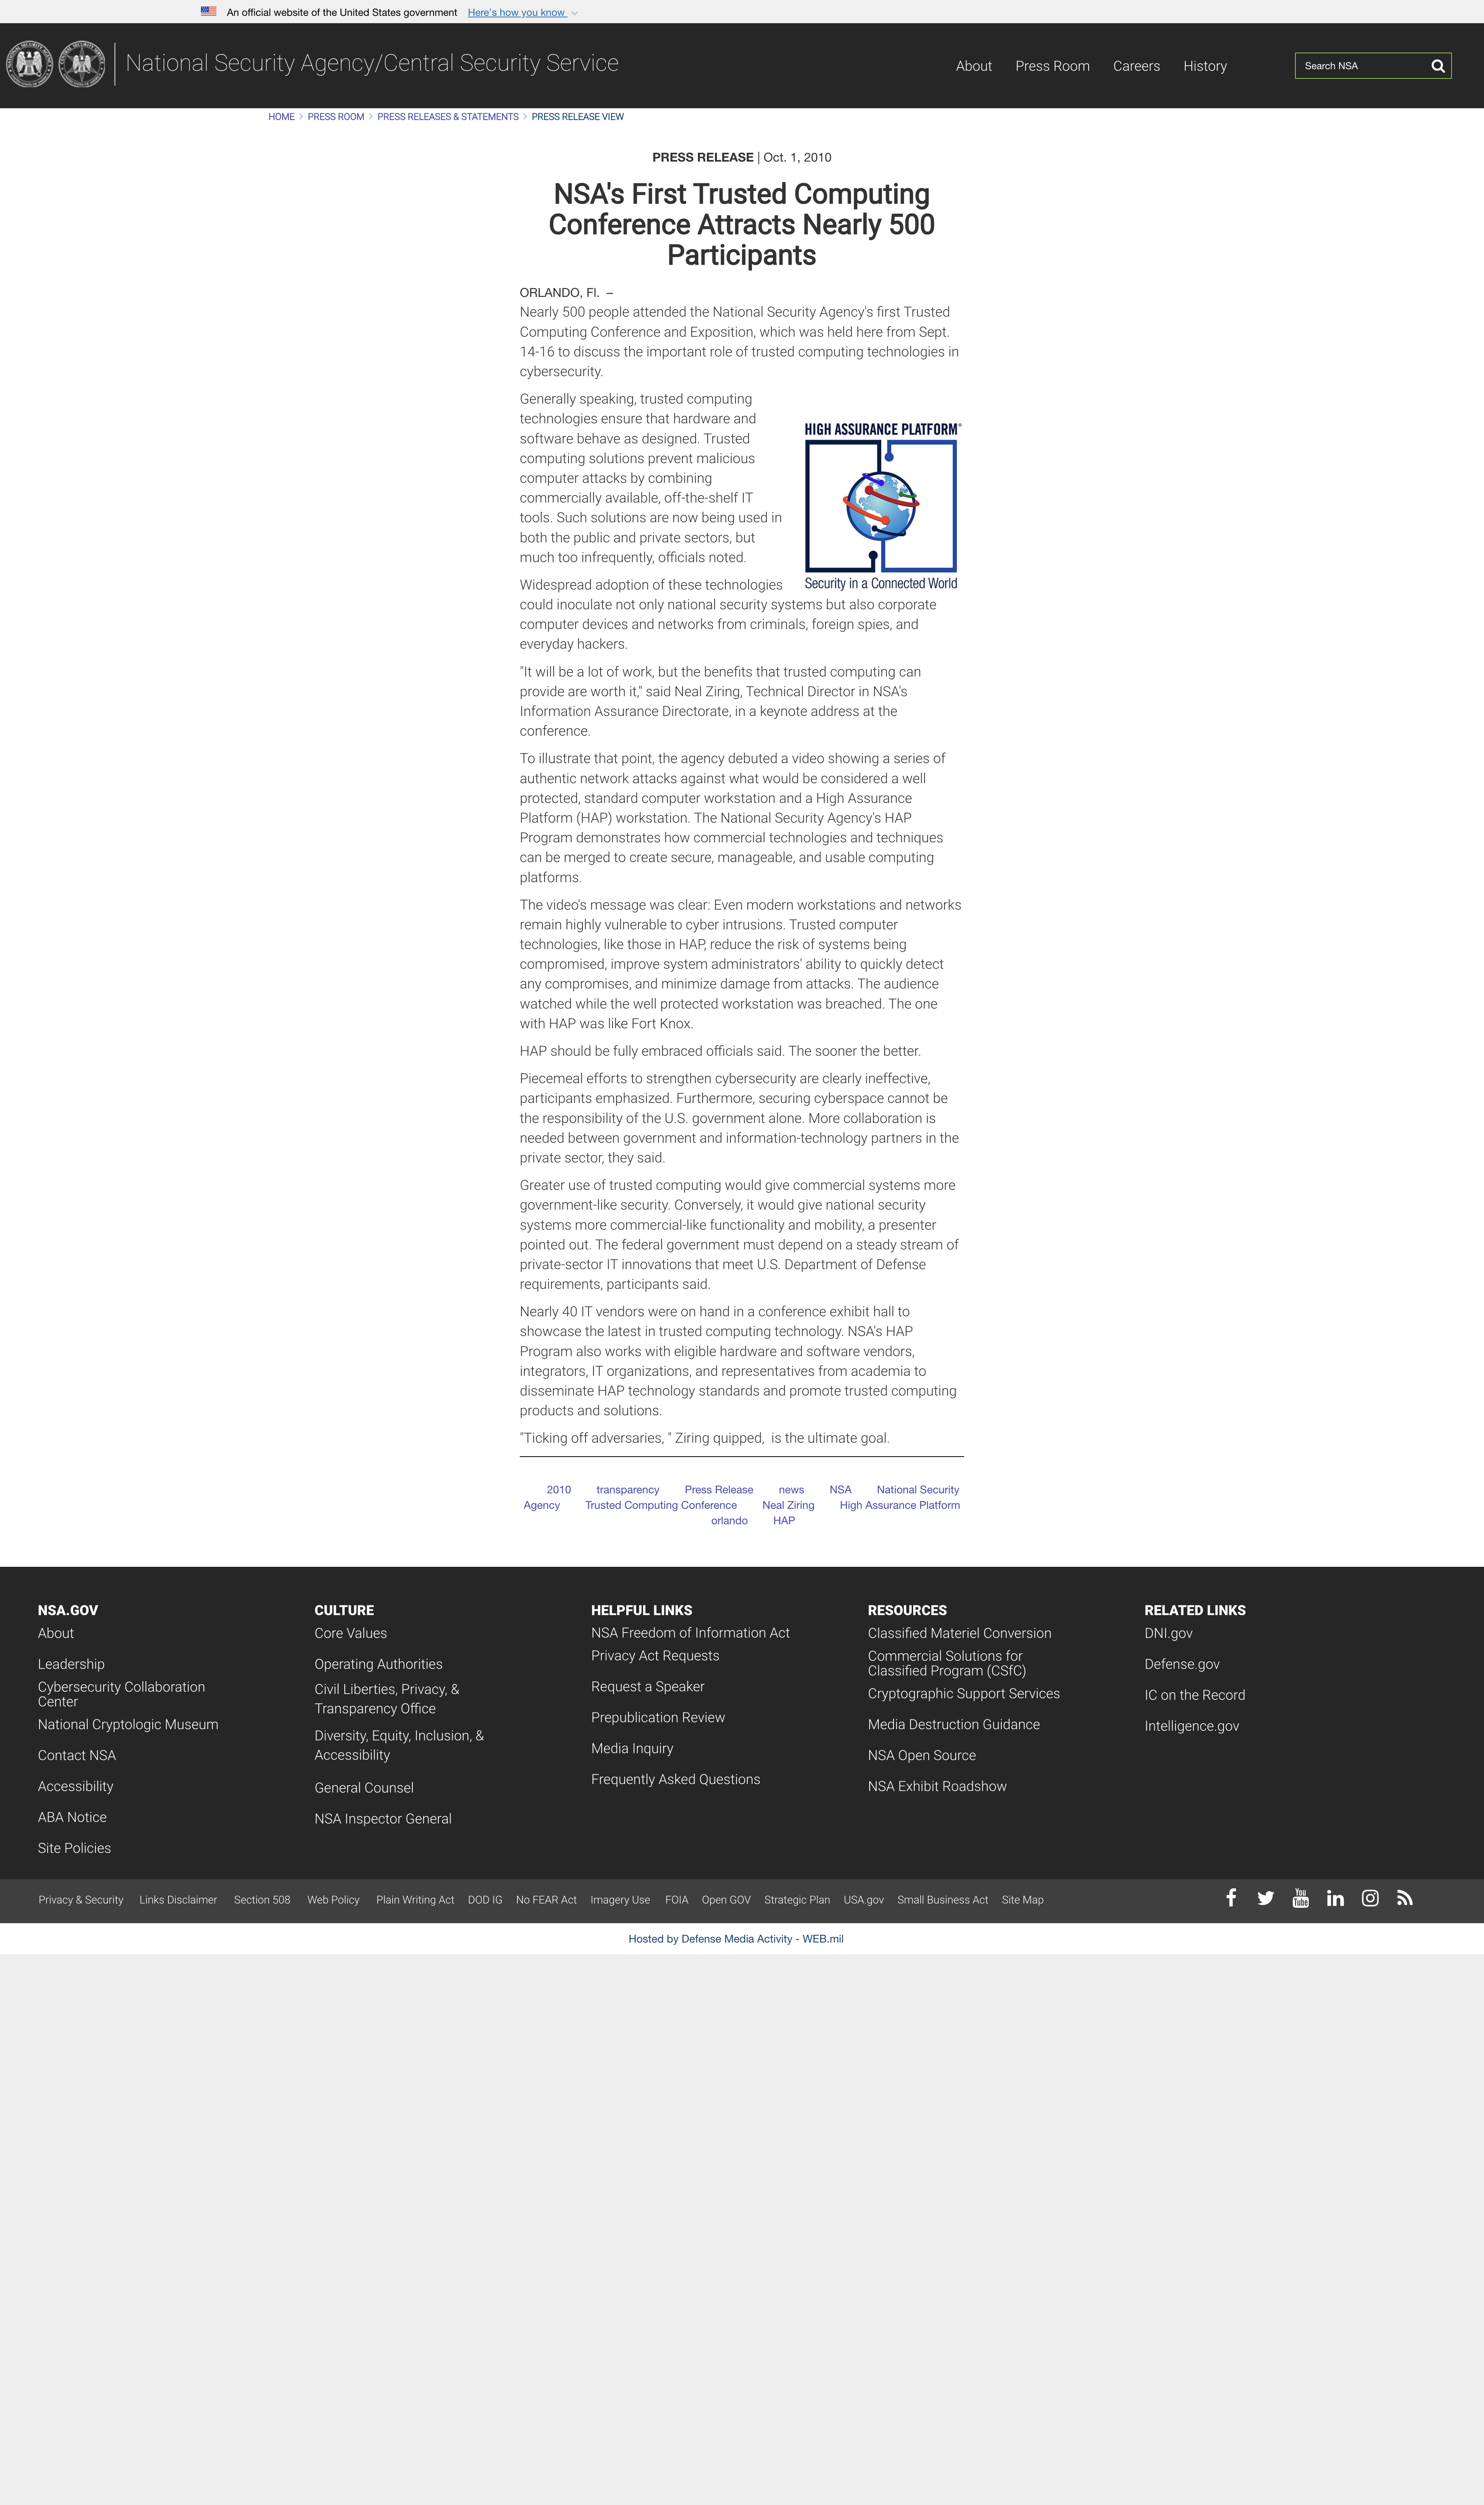 An official website of the United States government Here's how you know
National Security Agency/Central Security Service
About Press Room Careers History
Search NSA
HOME > PRESS ROOM > PRESS RELEASES & STATEMENTS > PRESS RELEASE VIEW
PRESS RELEASE | Oct. 1, 2010
NSA's First Trusted Computing
Conference Attracts Nearly 500
Participants
ORLANDO, Fl. –
Nearly 500 people attended the National Security Agency's first Trusted
Computing Conference and Exposition, which was held here from Sept.
14-16 to discuss the important role of trusted computing technologies in
cybersecurity.
Generally speaking, trusted computing
technologies ensure that hardware and
software behave as designed. Trusted
computing solutions prevent malicious
computer attacks by combining
commercially available, off-the-shelf IT
tools. Such solutions are now being used in
both the public and private sectors, but
much too infrequently, officials noted.
HIGH ASSURANCE PLATFORM®
Security in a Connected World
Widespread adoption of these technologies
could inoculate not only national security systems but also corporate
computer devices and networks from criminals, foreign spies, and
everyday hackers.
"It will be a lot of work, but the benefits that trusted computing can
provide are worth it," said Neal Ziring, Technical Director in NSA's
Information Assurance Directorate, in a keynote address at the
conference.
To illustrate that point, the agency debuted a video showing a series of
authentic network attacks against what would be considered a well
protected, standard computer workstation and a High Assurance
Platform (HAP) workstation. The National Security Agency's HAP
Program demonstrates how commercial technologies and techniques
can be merged to create secure, manageable, and usable computing
platforms.
The video's message was clear: Even modern workstations and networks
remain highly vulnerable to cyber intrusions. Trusted computer
technologies, like those in HAP, reduce the risk of systems being
compromised, improve system administrators' ability to quickly detect
any compromises, and minimize damage from attacks. The audience
watched while the well protected workstation was breached. The one
with HAP was like Fort Knox.
HAP should be fully embraced officials said. The sooner the better.
Piecemeal efforts to strengthen cybersecurity are clearly ineffective,
participants emphasized. Furthermore, securing cyberspace cannot be
the responsibility of the U.S. government alone. More collaboration is
needed between government and information-technology partners in the
private sector, they said.
Greater use of trusted computing would give commercial systems more
government-like security. Conversely, it would give national security
systems more commercial-like functionality and mobility, a presenter
pointed out. The federal government must depend on a steady stream of
private-sector IT innovations that meet U.S. Department of Defense
requirements, participants said.
Nearly 40 IT vendors were on hand in a conference exhibit hall to
showcase the latest in trusted computing technology. NSA's HAP
Program also works with eligible hardware and software vendors,
integrators, IT organizations, and representatives from academia to
disseminate HAP technology standards and promote trusted computing
products and solutions.
"Ticking off adversaries, " Ziring quipped,  is the ultimate goal.
2010 transparency Press Release news NSA National Security
Agency Trusted Computing Conference Neal Ziring High Assurance Platform
orlando HAP
NSA.GOV
About
Leadership
Cybersecurity Collaboration
Center
National Cryptologic Museum
Contact NSA
Accessibility
ABA Notice
Site Policies
CULTURE
Core Values
Operating Authorities
Civil Liberties, Privacy, &
Transparency Office
Diversity, Equity, Inclusion, &
Accessibility
General Counsel
NSA Inspector General
HELPFUL LINKS
NSA Freedom of Information Act
Privacy Act Requests
Request a Speaker
Prepublication Review
Media Inquiry
Frequently Asked Questions
RESOURCES
Classified Materiel Conversion
Commercial Solutions for
Classified Program (CSfC)
Cryptographic Support Services
Media Destruction Guidance
NSA Open Source
NSA Exhibit Roadshow
RELATED LINKS
DNI.gov
Defense.gov
IC on the Record
Intelligence.gov
Privacy & Security Links Disclaimer Section 508 Web Policy Plain Writing Act DOD IG No FEAR Act Imagery Use FOIA Open GOV Strategic Plan USA.gov Small Business Act Site Map
You
Tube
Hosted by Defense Media Activity - WEB.mil